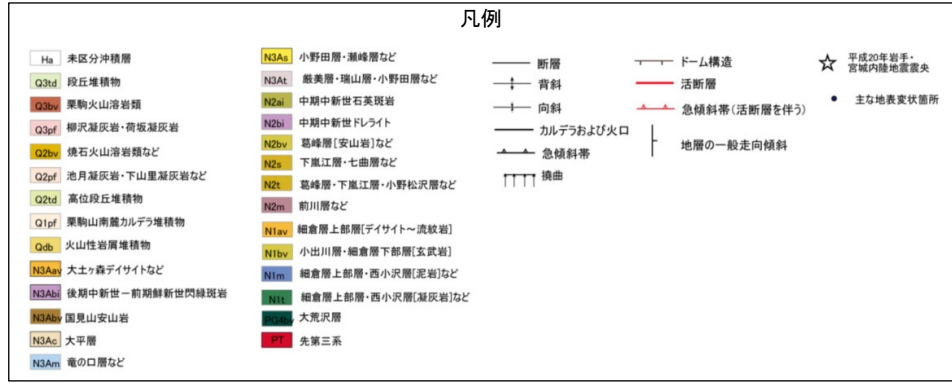 凡例
Ha 未区分沖積層
Q3td 段丘堆積物
Q3bv 栗駒火山溶岩類
Q3pf 柳沢凝灰岩・荷坂凝灰岩
Q2bv 焼石火山溶岩類など
Q2pf 池月凝灰岩・下山里凝灰岩など
Q2td 高位段丘堆積物
Q1pf 栗駒山南麓カルデラ堆積物
Qdb 火山性岩屑堆積物
N3Aav 大土ヶ森デイサイトなど
N3Abi 後期中新世－前期鮮新世閃緑斑岩
N3Abv 国見山安山岩
N3Ac 大平層
N3Am 竜の口層など
N3As 小野田層・瀬峰層など
N3At 厳美層・瑞山層・小野田層など
N2ai 中期中新世石英斑岩
N2bi 中期中新世ドレライト
N2bv 葛峰層［安山岩］など
N2s 下嵐江層・七曲層など
N2t 葛峰層・下嵐江層・小野松沢層など
N2m 前川層など
N1av 細倉層上部層［デイサイト～流紋岩］
N1bv 小出川層・細倉層下部層［玄武岩］
N1m 細倉層上部層・西小沢層［泥岩］など
N1t 細倉層上部層・西小沢層［凝灰岩］など
PG4bv 大荒沢層
PT 先第三系
断層
背斜
向斜
カルデラおよび火口
急傾斜帯
撓曲
ドーム構造
活断層
急傾斜帯（活断層を伴う）
地層の一般走向傾斜
平成20年岩手・
宮城内陸地震震央
主な地表変状箇所